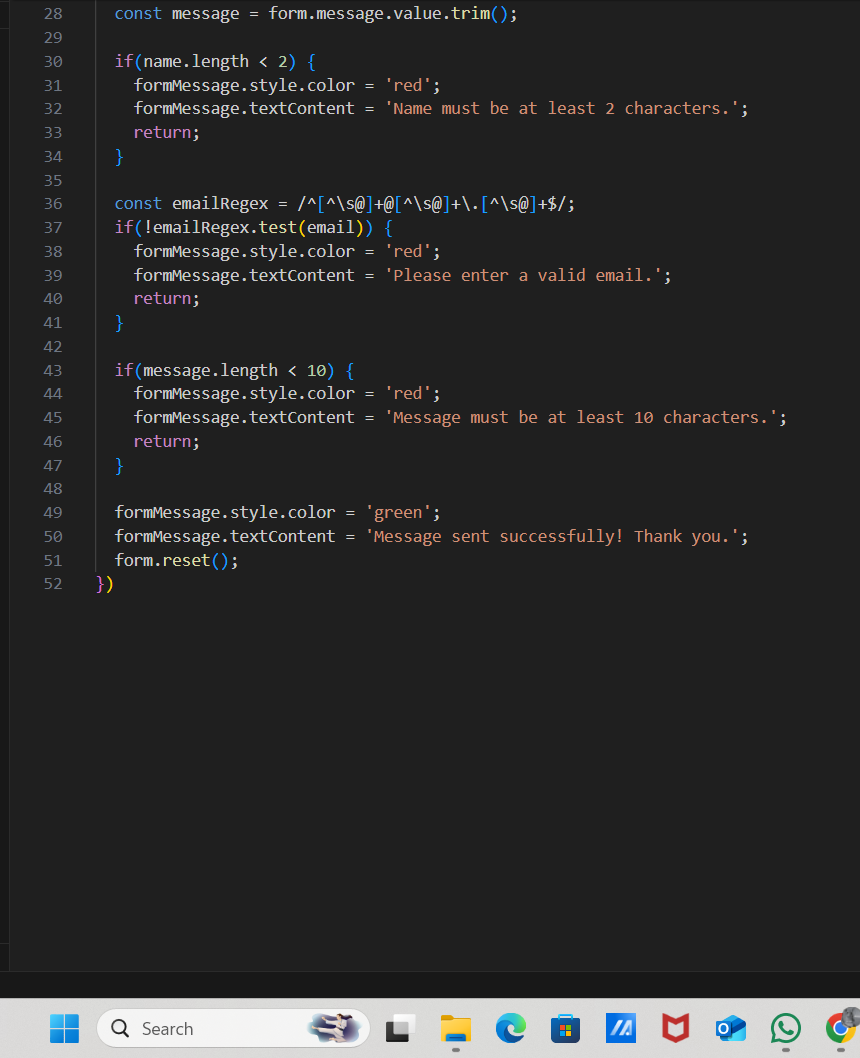 28 const message = form.message.value.trim();
29
30 if(name.length < 2) {
31 formMessage.style.color = 'red';
32 formMessage.textContent = 'Name must be at least 2 characters.';
33 return;
34 }
35
36 const emailRegex = /^[^\s@]+@[^\s@]+\.[^\s@]+$/;
37 if(!emailRegex.test(email)) {
38 formMessage.style.color = 'red';
39 formMessage.textContent = 'Please enter a valid email.';
40 return;
41 }
42
43 if(message.length < 10) {
44 formMessage.style.color = 'red';
45 formMessage.textContent = 'Message must be at least 10 characters.';
46 return;
47 }
48
49 formMessage.style.color = 'green';
50 formMessage.textContent = 'Message sent successfully! Thank you.';
51 form.reset();
52 })
Search